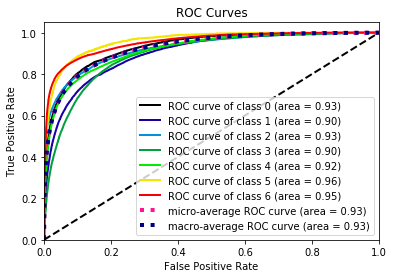 ROC Curves
True Positive Rate
1.0
0.8
0.6
0.4
0.2
0.0
ROC curve of class 0 (area = 0.93)
ROC curve of class 1 (area = 0.90)
ROC curve of class 2 (area = 0.93)
ROC curve of class 3 (area = 0.90)
ROC curve of class 4 (area = 0.92)
ROC curve of class 5 (area = 0.96)
ROC curve of class 6 (area = 0.95)
micro-average ROC curve (area = 0.93)
macro-average ROC curve (area = 0.93)
0.0 0.2 0.4 0.6 0.8 1.0
False Positive Rate